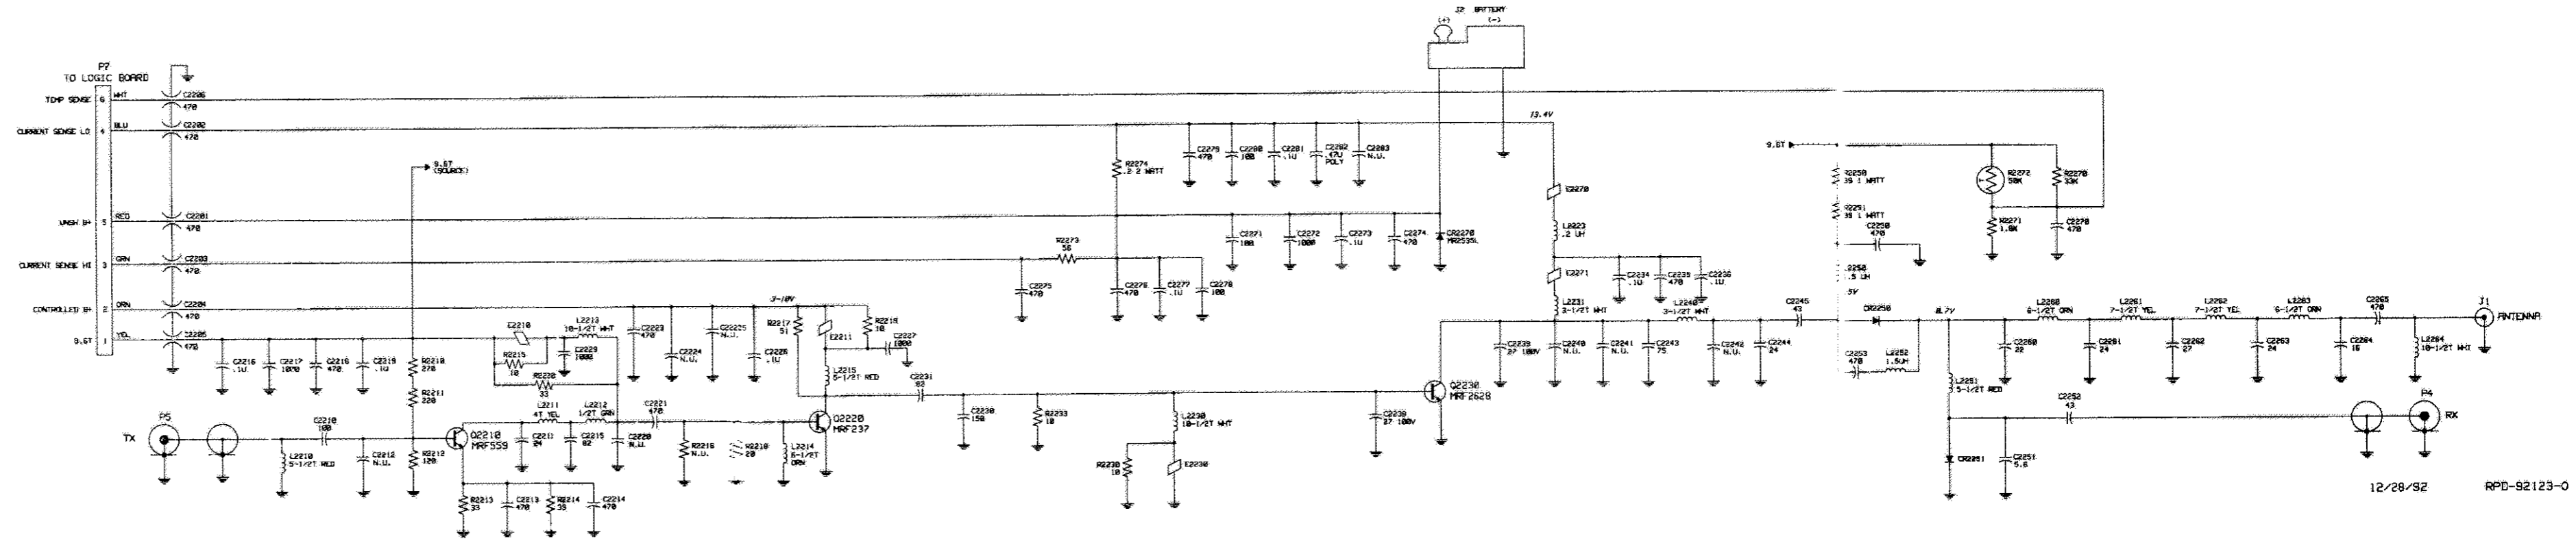 J2 BATTERY
(+) (-)
P7
TO LOGIC BOARD
TEMP SENSE 6 WHT
C2206
470
CURRENT SENSE LO 4 BLU
C2202
470
UNSW B+ 5 RED
C2201
470
CURRENT SENSE HI 3 GRN
C2203
470
CONTROLLED B+ 2 ORN
C2204
470
9.6T 1 YEL
C2205
470
9.6T
(SOURCE)
13.4V
R2274
.2 2 WATT
C2279
470
C2280
100
C2281
.1U
C2282
.47U
POLY
C2283
N.U.
E2270
L2223
.2 UH
C2271
100
C2272
1000
C2273
.1U
C2274
470
CR2270
MR2535L
R2273
56
C2275
470
C2276
470
C2277
.1U
C2278
100
E2271
L2231
3-1/2T WHT
C2234
.1U
C2235
470
C2236
.1U
9.6T
R2250
39 1 WATT
R2251
39 1 WATT
C2250
470
L2250
.5 UH
.5V
R2272
50K
R2270
33K
R2271
1.8K
C2270
470
C2216
.1U
C2217
1000
C2218
470
C2219
.1U
R2210
270
R2211
220
R2212
120
E2210
R2215
10
L2213
10-1/2T WHT
C2229
1000
R2220
33
C2223
470
C2224
N.U.
C2225
N.U.
C2226
.1U
3-10V
R2217
51
E2211
R2219
10
C2227
1000
L2215
5-1/2T RED
C2231
82
P5
TX
L2210
5-1/2T RED
C2210
100
C2212
N.U.
Q2210
MRF559
R2213
33
C2213
470
R2214
39
C2214
470
L2211
4T YEL
C2211
24
L2212
1/2T GRN
C2215
82
C2220
N.U.
C2221
470
R2216
N.U.
R2218
20
L2214
6-1/2T
ORN
Q2220
MRF237
C2230
150
R2233
10
L2230
10-1/2T WHT
R2230
10
E2230
C2238
27 100V
Q2230
MRF2628
C2239
27 100V
C2240
N.U.
C2241
N.U.
C2243
75
L2240
3-1/2T WHT
C2242
N.U.
C2244
24
C2245
43
CR2250
8.7V
C2253
470
L2252
1.5UH
L2251
5-1/2T RED
C2252
43
CR2251
C2251
5.6
L2260
6-1/2T ORN
L2261
7-1/2T YEL
L2262
7-1/2T YEL
L2263
6-1/2T ORN
C2265
470
C2260
22
C2261
24
C2262
27
C2263
24
C2264
16
L2264
10-1/2T WHT
J1
ANTENNA
P4
RX
12/28/92 RPD-92123-O